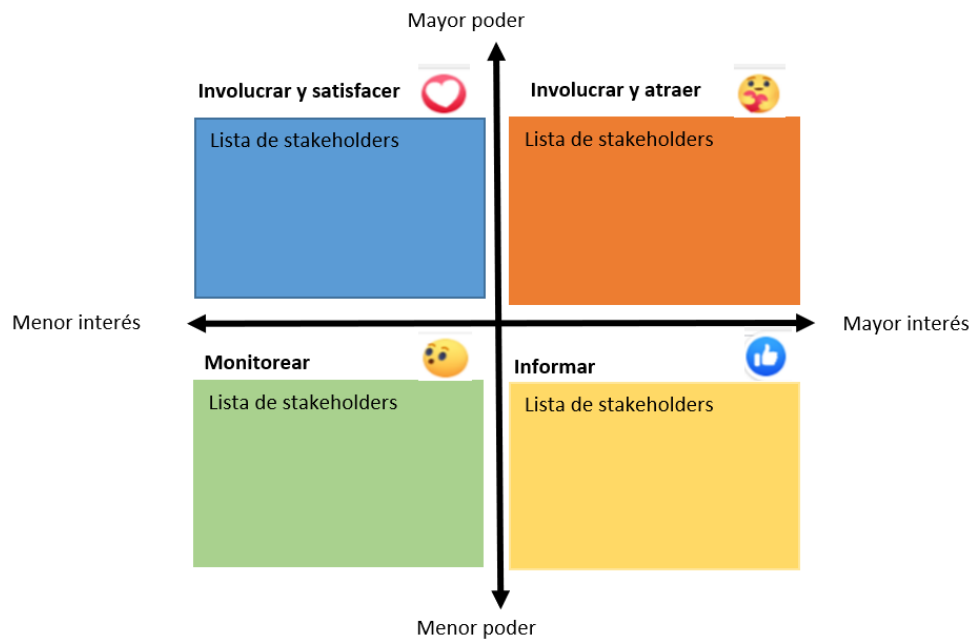 Mayor poder
Involucrar y satisfacer
Involucrar y atraer
Lista de stakeholders
Lista de stakeholders
Menor interés
Mayor interés
Monitorear
Informar
Lista de stakeholders
Lista de stakeholders
Menor poder